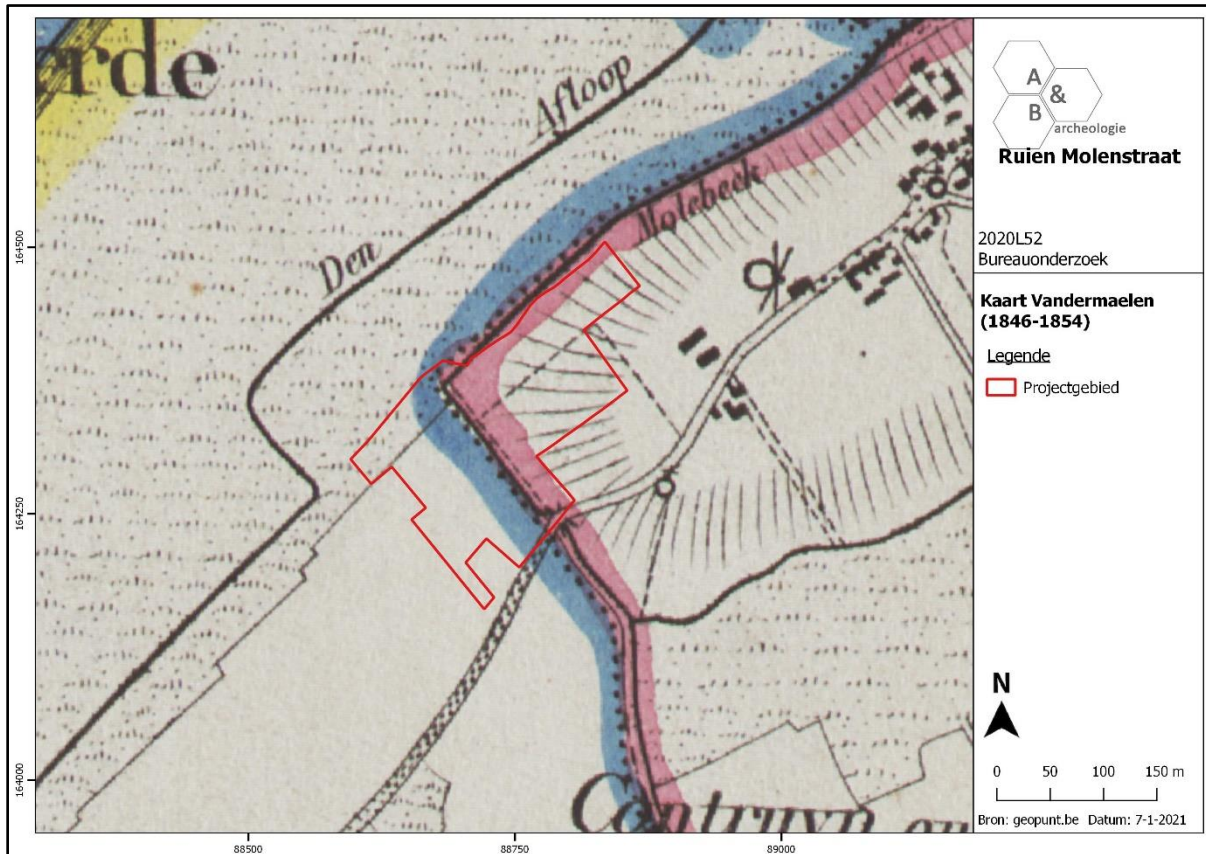 rde
Den Afloop
Molebeek
164500
164250
164000
88500
88750
89000
A
&
B
archeologie
Ruien Molenstraat
2020L52
Bureauonderzoek
Kaart Vandermaelen
(1846-1854)
Legende
Projectgebied
N
0 50 100 150 m
Bron: geopunt.be Datum: 7-1-2021